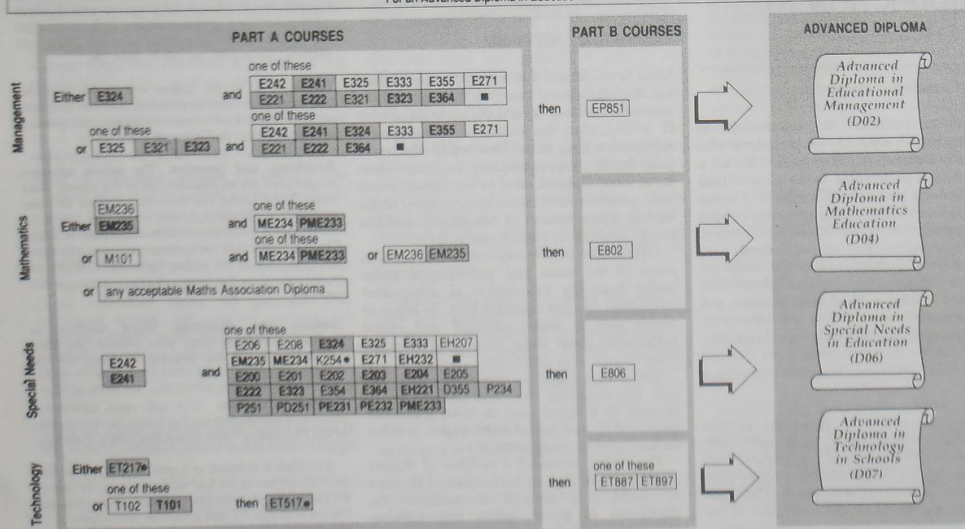 For an Advanced Diploma in Educat
PART A COURSES
PART B COURSES
ADVANCED DIPLOMA
Management
one of these
Either E324 and E242 E241 E325 E333 E355 E271
E221 E222 E321 E323 E364 ■
one of these
one of these
or E325 E321 E323 and E242 E241 E324 E333 E355 E271
E221 E222 E364 ■
then
EP851
Advanced
Diploma in
Educational
Management
(D02)
Mathematics
EM236
Either EM235
one of these
and ME234 PME233
one of these
or M101 and ME234 PME233 or EM236 EM235
or any acceptable Maths Association Diploma
then
E802
Advanced
Diploma in
Mathematics
Education
(D04)
Special Needs
E242
E241
and
one of these
E206 E208 E324 E325 E333 EH207
EM235 ME234 K254● E271 EH232 ■
E200 E201 E202 E203 E204 E205
E222 E323 E354 E364 EH221 D355 P234
P251 PD251 PE231 PE232 PME233
then
E806
Advanced
Diploma in
Special Needs
in Education
(D06)
Technology
Either ET217●
one of these
or T102 T101 then ET517●
then
one of these
ET887 ET897
Advanced
Diploma in
Technology
in Schools
(D07)